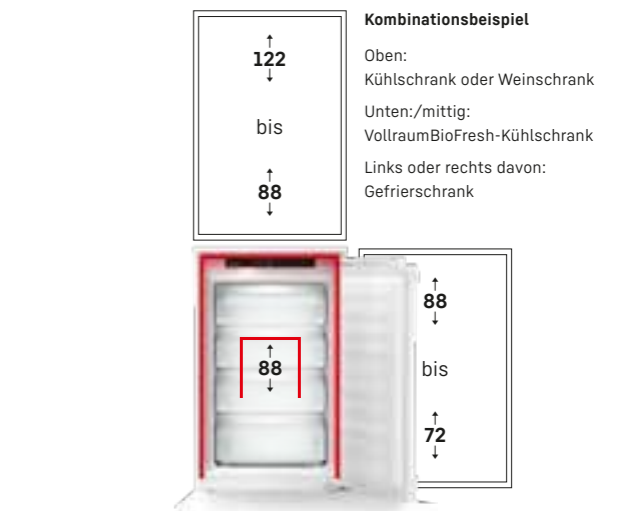 Kombinationsbeispiel
Oben:
Kühlschrank oder Weinschrank
Unten:/mittig:
VollraumBioFresh-Kühlschrank
Links oder rechts davon:
Gefrierschrank
122
bis
88
88
88
bis
72